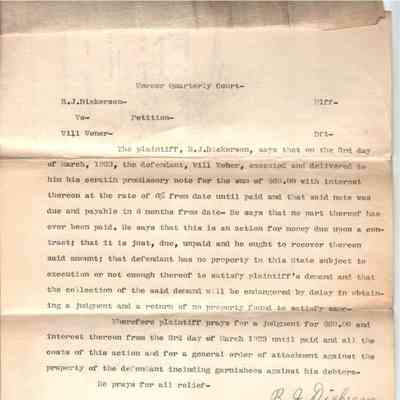 Quarterly Court-
R.J.Dickerson- Plff-
Vs- Petition-
Will Veher- Dft-
The plaintiff, R.J.Dickerson, says that on the 3rd day
of March, 1923, the defendant, Will Veher, executed and delivered to
him his certin promissory note for the sum of with interest
thereon at the rate of 6% from date until paid and that said note was
due and payable in 6 months from date- He says that no part thereof has
ever been paid. He says that this is an action for money due upon a con-
tract; that it is just, due, unpaid and he ought to recover thereon
said amount; that defendant has no property in this State subject to
execution or not enough thereof to satisfy plaintiff's demand and that
the collection of the said demand will be endangered by delay in obtain-
ing a judgment and a return of no property found to satisfy same-
Wherefore plaintiff prays for a judgment for and
interest thereon from the 3rd day of March 1923 until paid and all the
costs of this action and for a general order of attachment against the
property of the defendant including garnishees against his debtors-
He prays for all relief-
R. J. Dickerson